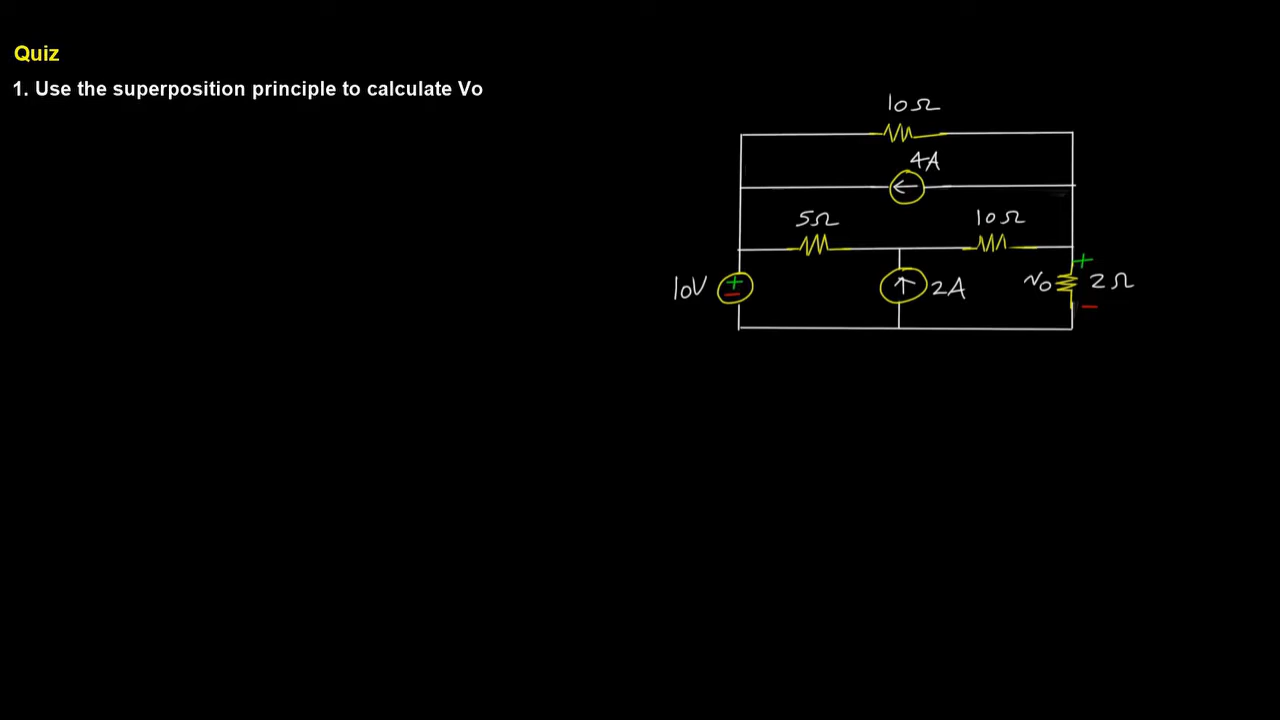 Quiz
1. Use the superposition principle to calculate Vo
10Ω
4A
5Ω
10Ω
10V
+
-
2A
Vo
+
-
2Ω